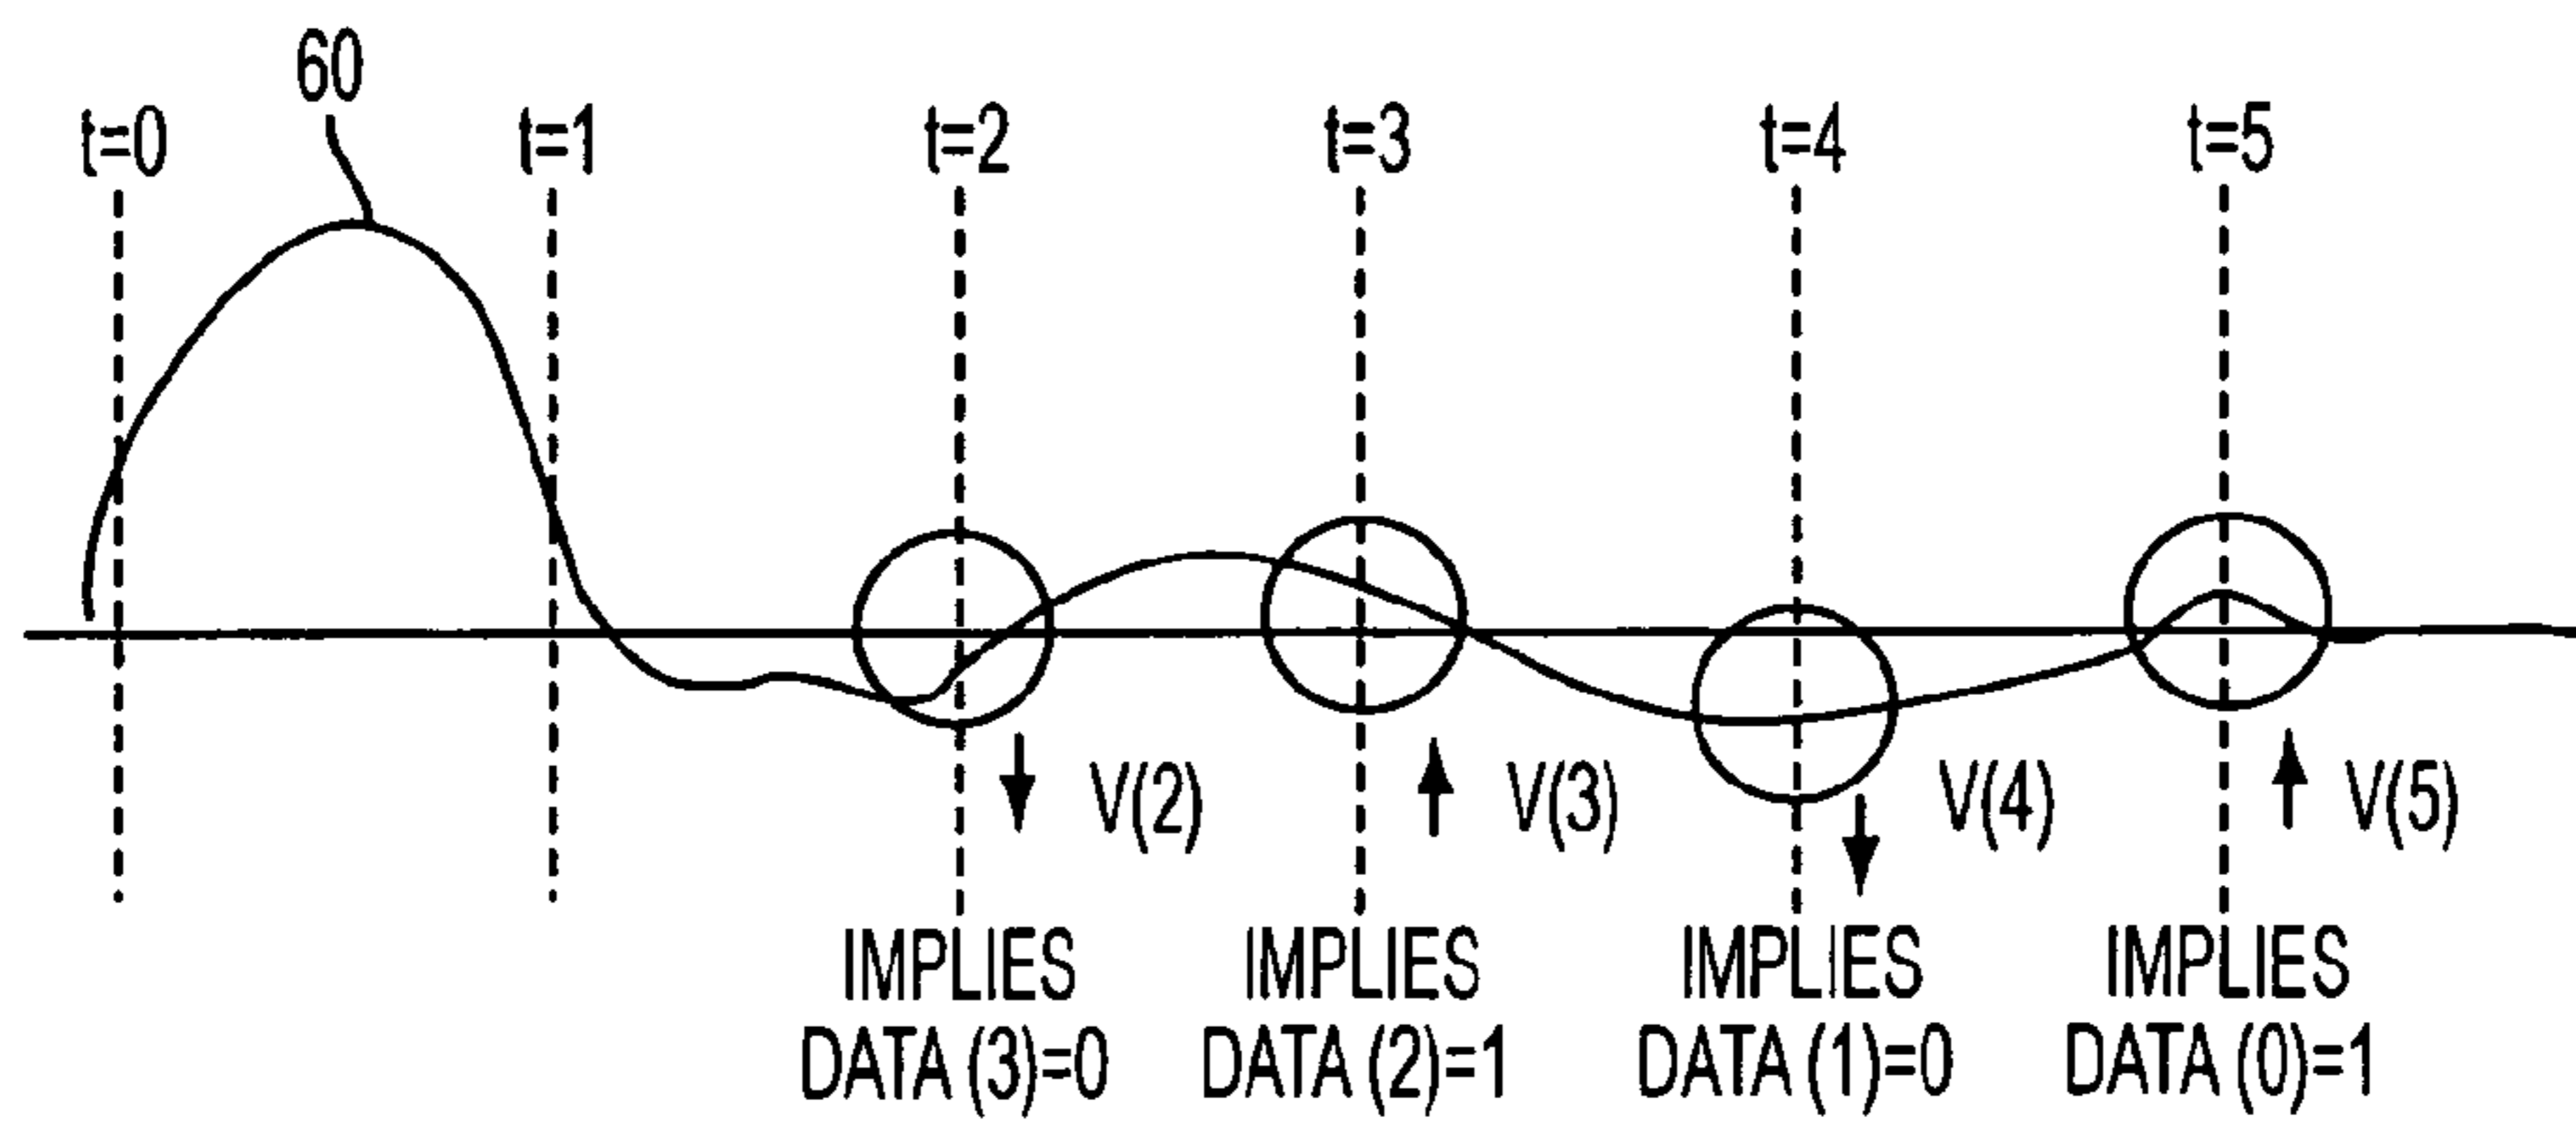 60
t=0 t=1 t=2 t=3 t=4 t=5
V(2) V(3) V(4) V(5)
IMPLIES IMPLIES IMPLIES IMPLIES
DATA (3)=0 DATA (2)=1 DATA (1)=0 DATA (0)=1